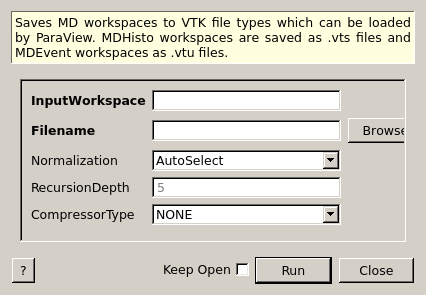 Saves MD workspaces to VTK file types which can be loaded
by ParaView. MDHisto workspaces are saved as .vts files and
MDEvent workspaces as .vtu files.
InputWorkspace
Filename Browse
Normalization AutoSelect
RecursionDepth 5
CompressorType NONE
? Keep Open Run Close